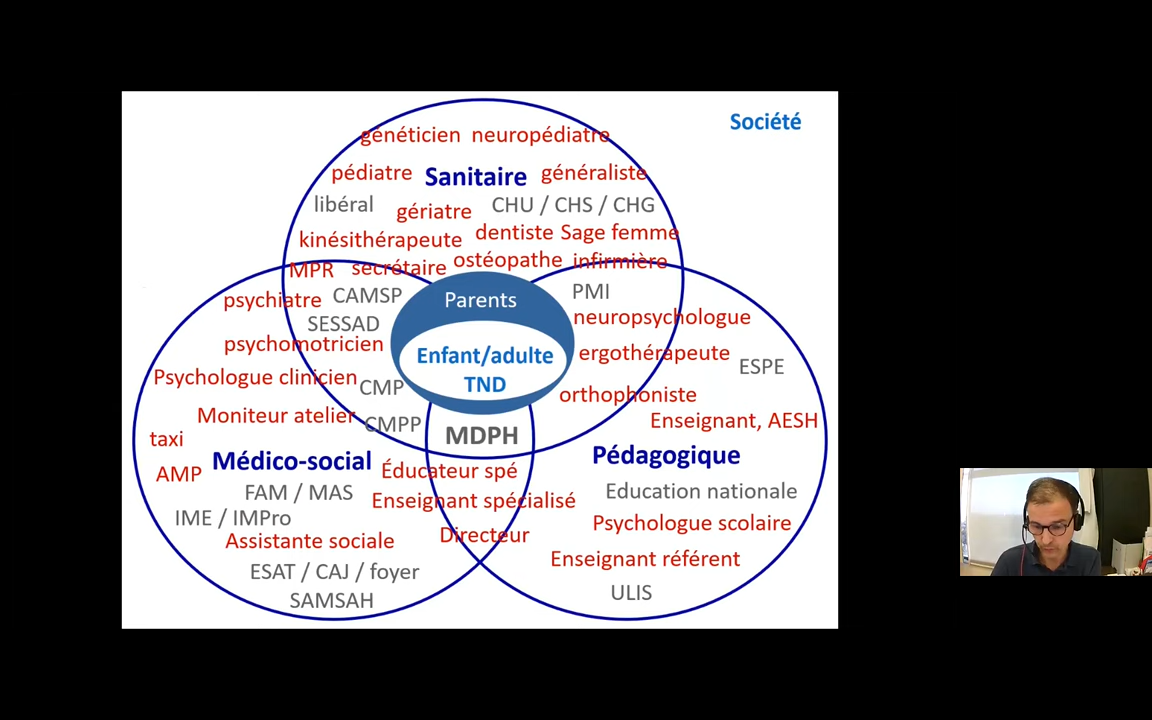 Société
genéticien neuropédiatre
pédiatre Sanitaire généraliste
libéral gériatre CHU / CHS / CHG
kinésithérapeute dentiste Sage femme
MPR secrétaire ostéopathe infirmière
psychiatre CAMSP Parents PMI
SESSAD neuropsychologue
psychomotricien Enfant/adulte ergothérapeute
Psychologue clinicien TND ESPE
CMP orthophoniste
Moniteur atelier CMPP Enseignant, AESH
taxi MDPH
Médico-social Pédagogique
AMP Éducateur spé
FAM / MAS Enseignant spécialisé Education nationale
IME / IMPro Psychologue scolaire
Assistante sociale Directeur
Enseignant référent
ESAT / CAJ / foyer
SAMSAH ULIS